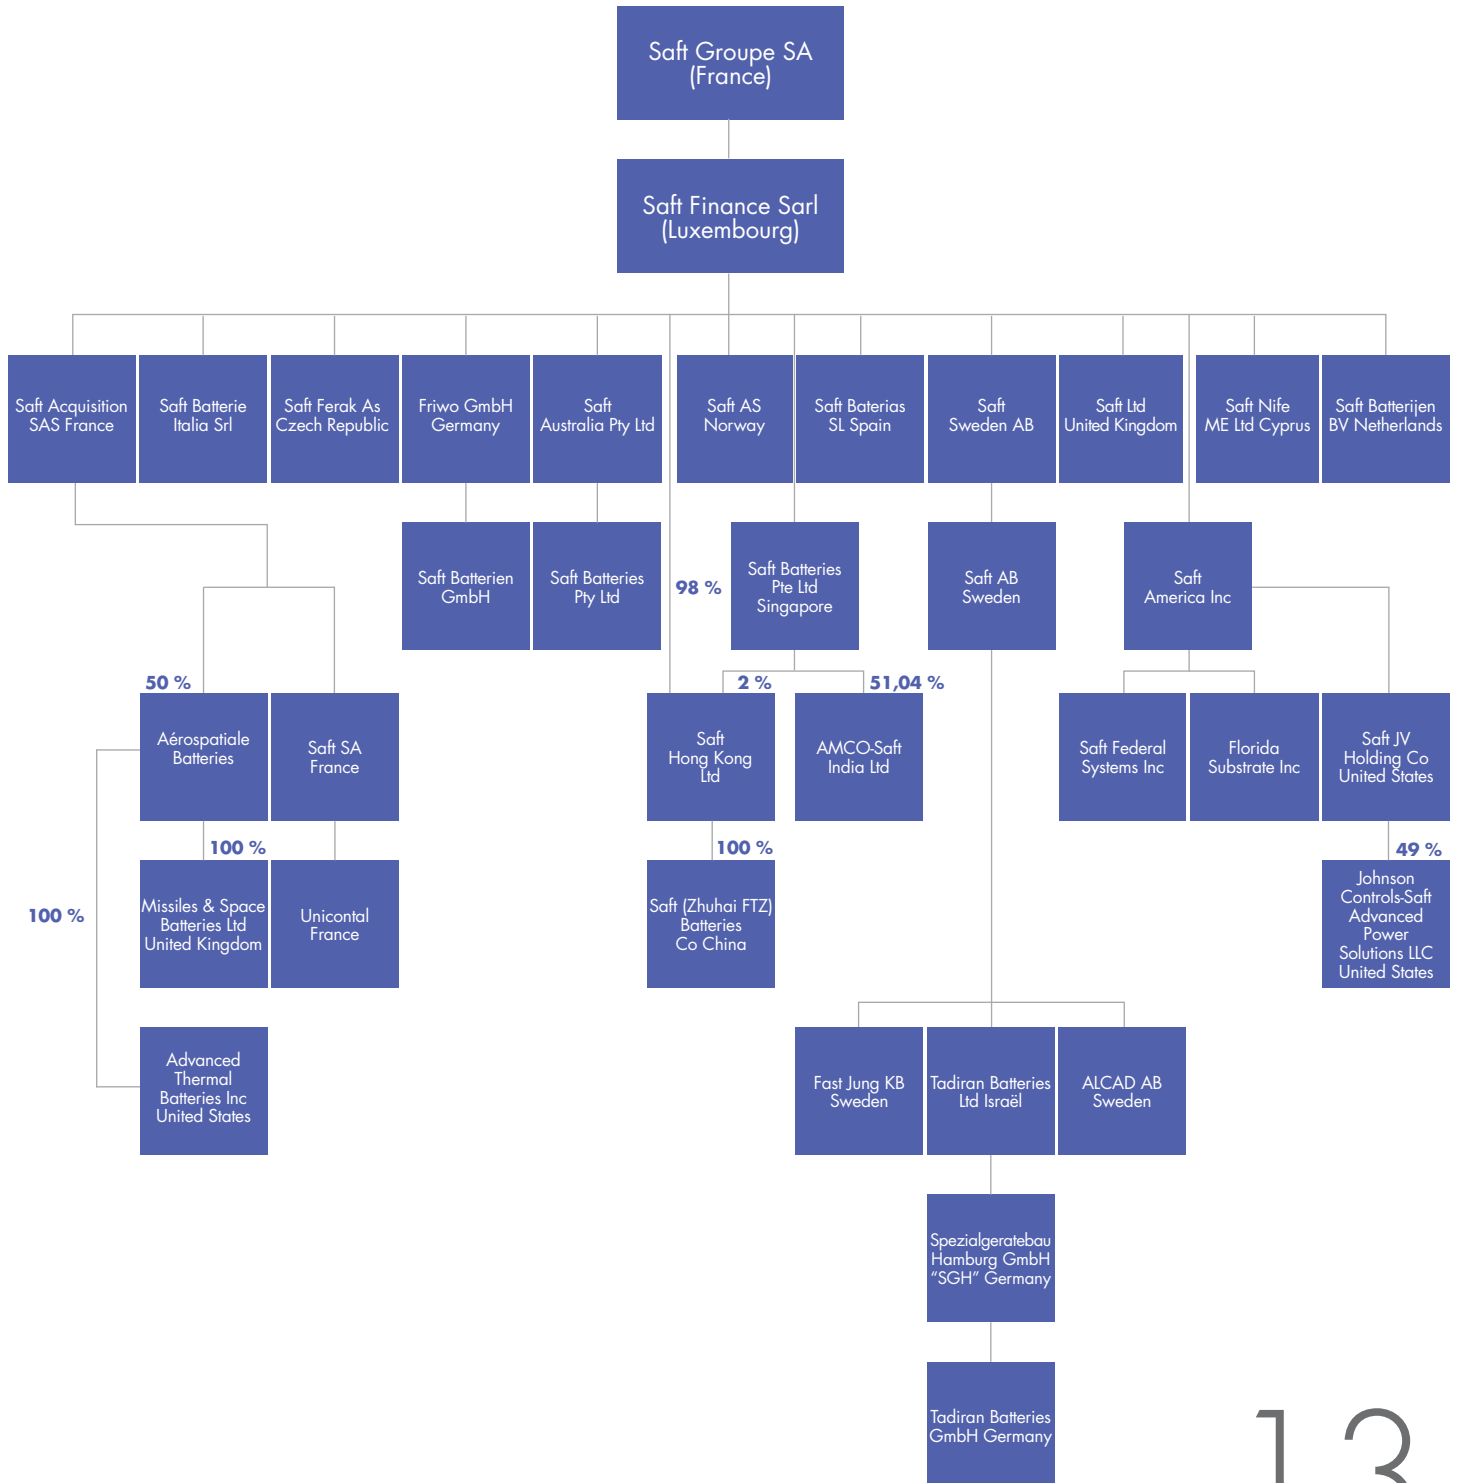 Saft Groupe SA
(France)
Saft Finance Sarl
(Luxembourg)
Saft Acquisition
SAS France
Saft Batterie
Italia Srl
Saft Ferak As
Czech Republic
Friwo GmbH
Germany
Saft
Australia Pty Ltd
Saft AS
Norway
Saft Baterias
SL Spain
Saft
Sweden AB
Saft Ltd
United Kingdom
Saft Nife
ME Ltd Cyprus
Saft Batterijen
BV Netherlands
Saft Batterien
GmbH
Saft Batteries
Pty Ltd
98 %
Saft Batteries
Pte Ltd
Singapore
Saft AB
Sweden
Saft
America Inc
50 %
2 %
51,04 %
Aérospatiale
Batteries
Saft SA
France
Saft
Hong Kong
Ltd
AMCO-Saft
India Ltd
Saft Federal
Systems Inc
Florida
Substrate Inc
Saft JV
Holding Co
United States
100 %
100 %
49 %
100 %
Missiles & Space
Batteries Ltd
United Kingdom
Unicontal
France
Saft (Zhuhai FTZ)
Batteries
Co China
Johnson
Controls-Saft
Advanced
Power
Solutions LLC
United States
Advanced
Thermal
Batteries Inc
United States
Fast Jung KB
Sweden
Tadiran Batteries
Ltd Israël
ALCAD AB
Sweden
Spezialgeratebau
Hamburg GmbH
“SGH” Germany
Tadiran Batteries
GmbH Germany
13